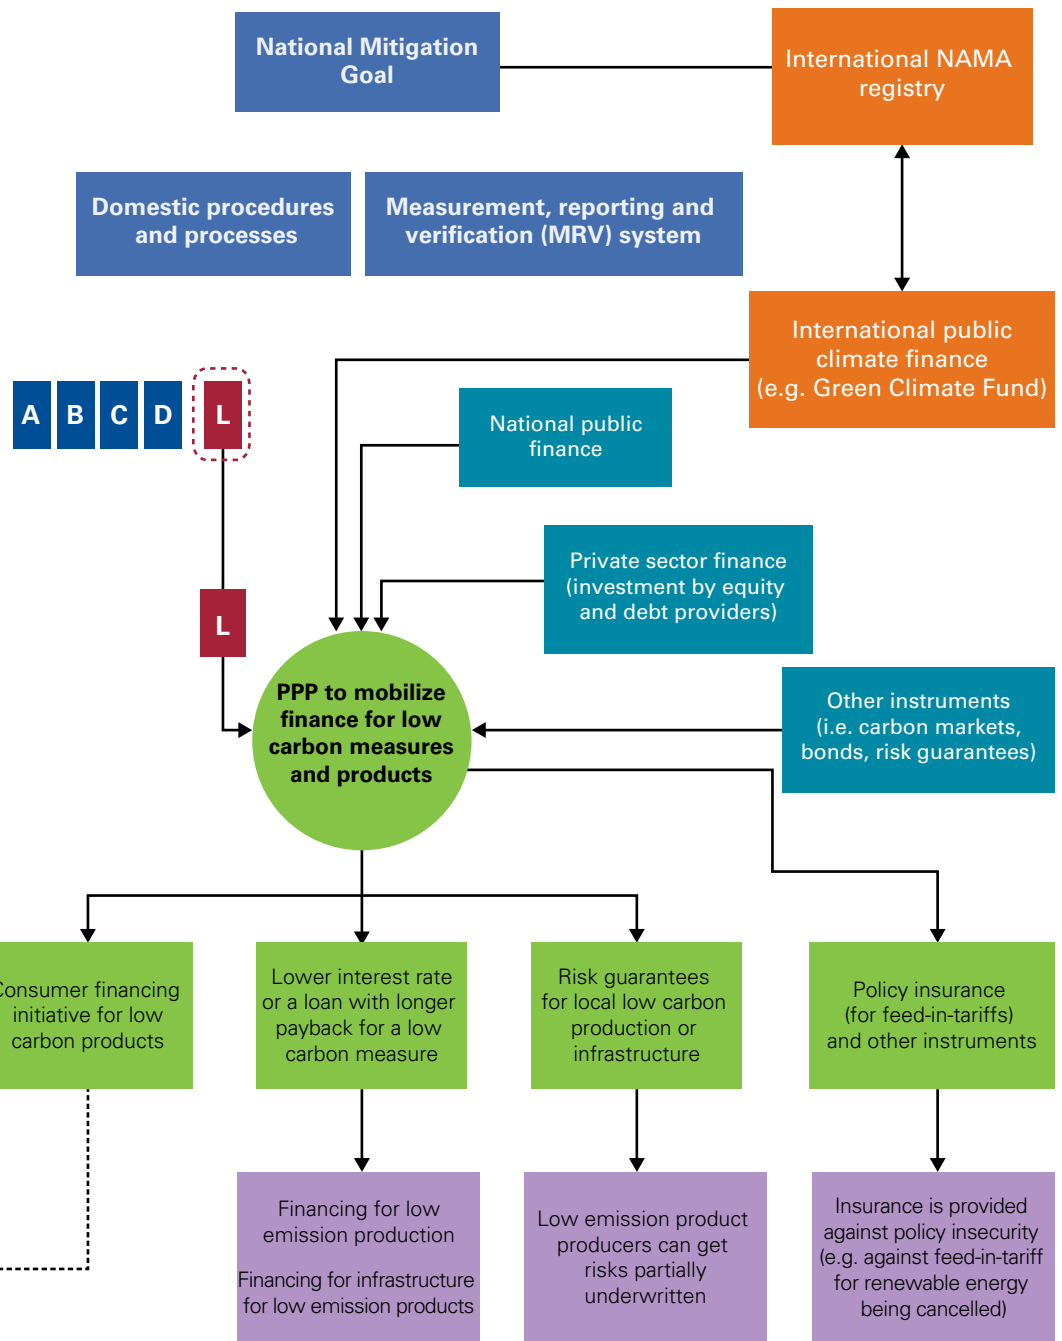 National Mitigation
Goal
International NAMA
registry
Domestic procedures
and processes
Measurement, reporting and
verification (MRV) system
International public
climate finance
(e.g. Green Climate Fund)
A B C D L
National public
finance
Private sector finance
(investment by equity
and debt providers)
L
PPP to mobilize
finance for low
carbon measures
and products
Other instruments
(i.e. carbon markets,
bonds, risk guarantees)
Consumer financing
initiative for low
carbon products
Lower interest rate
or a loan with longer
payback for a low
carbon measure
Risk guarantees
for local low carbon
production or
infrastructure
Policy insurance
(for feed-in-tariffs)
and other instruments
Financing for low
emission production
Financing for infrastructure
for low emission products
Low emission product
producers can get
risks partially
underwritten
Insurance is provided
against policy insecurity
(e.g. against feed-in-tariff
for renewable energy
being cancelled)